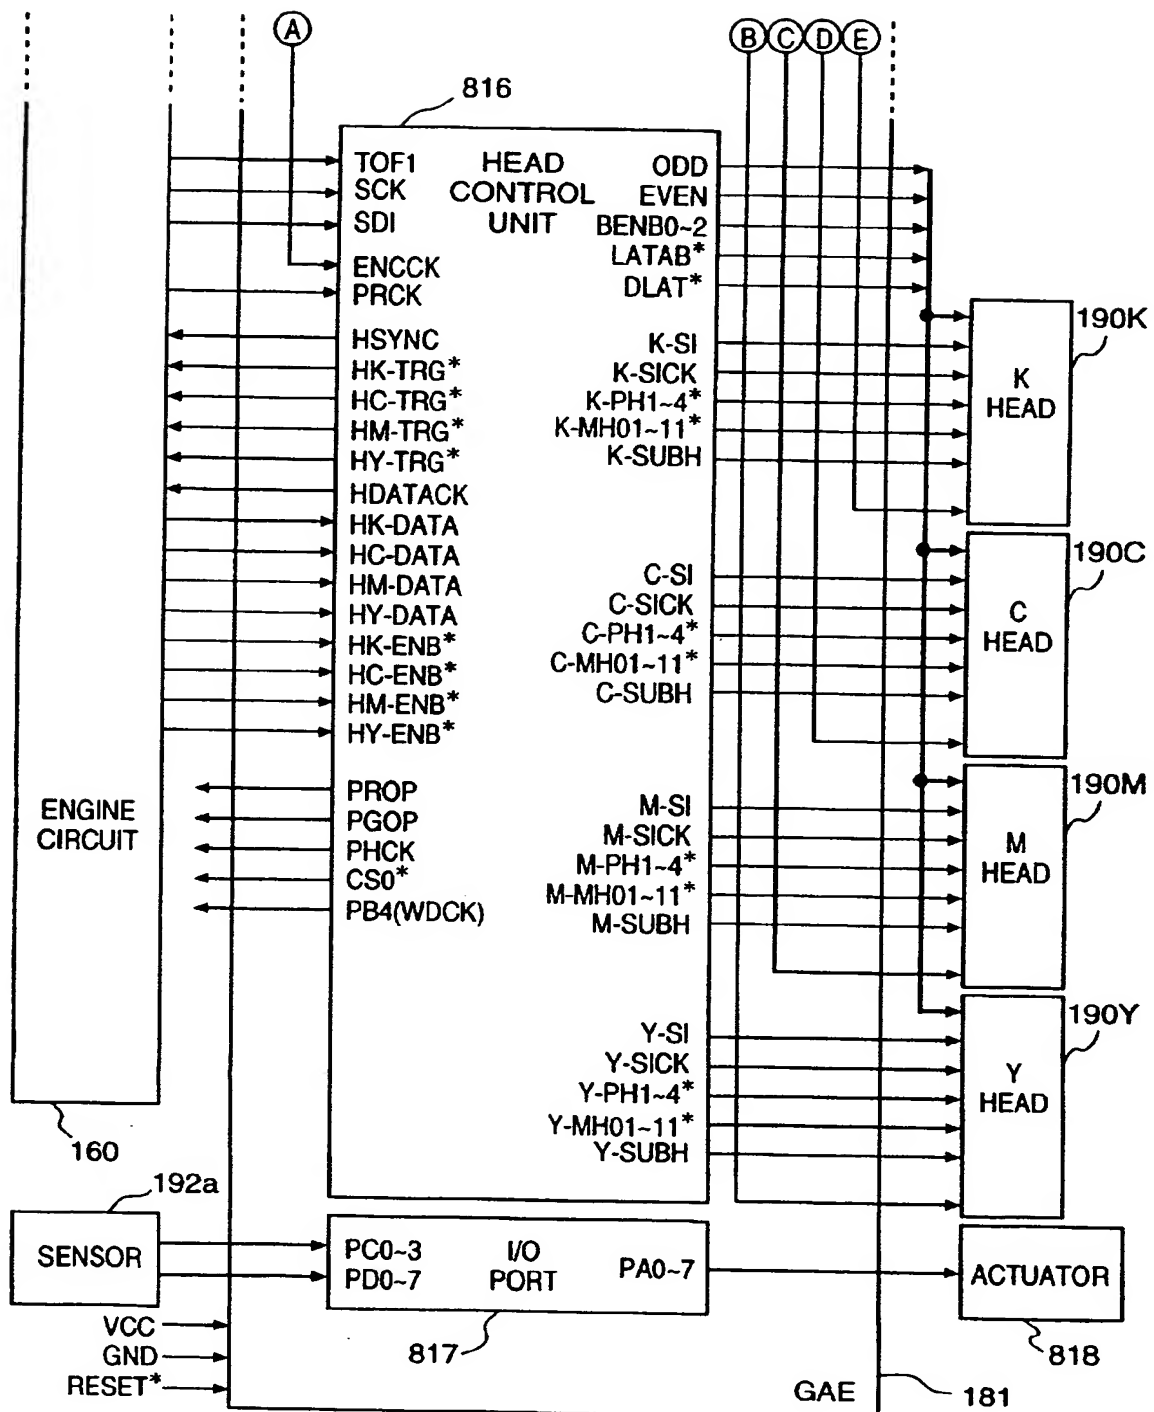 A
B C D E
816
HEAD
CONTROL
UNIT
TOF1
SCK
SDI
ENCCK
PRCK
HSYNC
HK-TRG*
HC-TRG*
HM-TRG*
HY-TRG*
HDATACK
HK-DATA
HC-DATA
HM-DATA
HY-DATA
HK-ENB*
HC-ENB*
HM-ENB*
HY-ENB*
PROP
PGOP
PHCK
CS0*
PB4(WDCK)
ODD
EVEN
BENB0~2
LATAB*
DLAT*
K-SI
K-SICK
K-PH1~4*
K-MH01~11*
K-SUBH
C-SI
C-SICK
C-PH1~4*
C-MH01~11*
C-SUBH
M-SI
M-SICK
M-PH1~4*
M-MH01~11*
M-SUBH
Y-SI
Y-SICK
Y-PH1~4*
Y-MH01~11*
Y-SUBH
190K
K
HEAD
190C
C
HEAD
190M
M
HEAD
190Y
Y
HEAD
ENGINE
CIRCUIT
160
192a
SENSOR
PC0~3
PD0~7
I/O
PORT
PA0~7
817
ACTUATOR
818
VCC
GND
RESET*
GAE
181